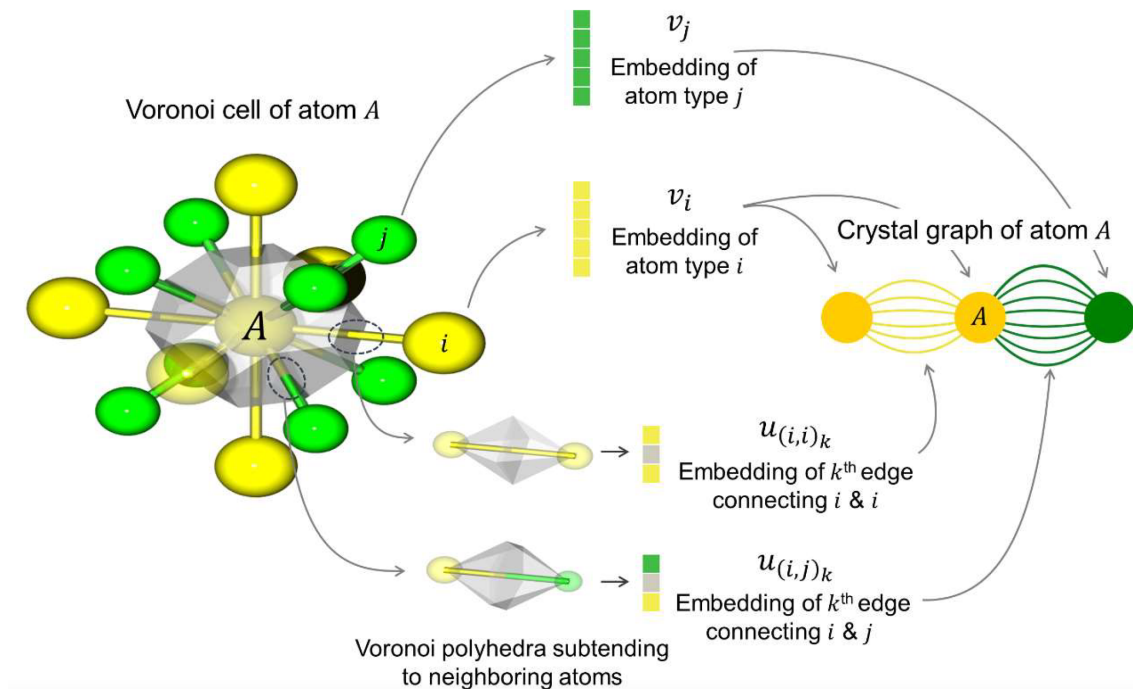 Voronoi cell of atom A
A
j
i
v_j
Embedding of
atom type j
v_i
Embedding of
atom type i
Crystal graph of atom A
A
u_{(i,i)_k}
Embedding of k^{th} edge
connecting i & i
u_{(i,j)_k}
Embedding of k^{th} edge
connecting i & j
Voronoi polyhedra subtending
to neighboring atoms